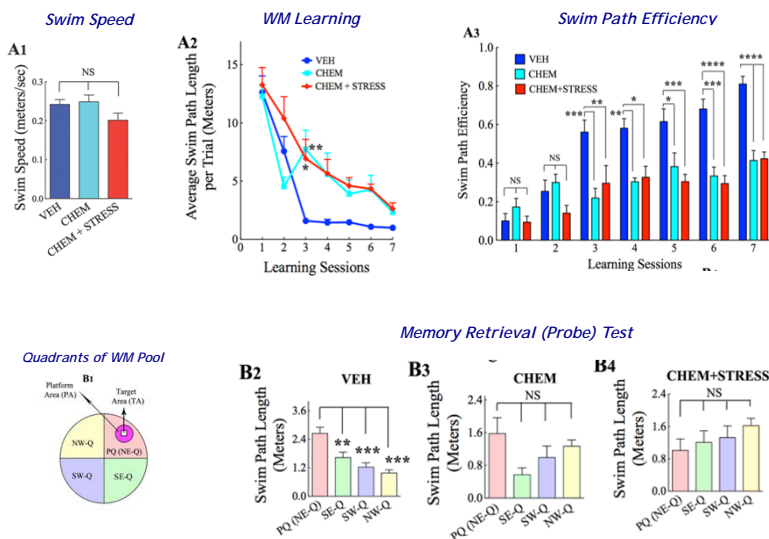 Swim Speed
WM Learning
Swim Path Efficiency
A1
Swim Speed (meters/sec)
0.4
0.3
0.2
0.1
0.0
NS
VEH
CHEM
CHEM + STRESS
A2
Average Swim Path Length
per Trial (Meters)
15
10
5
0
VEH
CHEM
CHEM + STRESS
**
*
0 1 2 3 4 5 6 7
Learning Sessions
A3
Swim Path Efficiency
1.0
0.8
0.6
0.4
0.2
0.0
VEH
CHEM
CHEM+STRESS
NS
NS
***
**
**
*
*
***
****
***
****
1 2 3 4 5 6 7
Learning Sessions
Memory Retrieval (Probe) Test
Quadrants of WM Pool
B1
Platform
Area (PA)
Target
Area (TA)
NW-Q
PQ (NE-Q)
SW-Q
SE-Q
B2
VEH
Swim Path Length
(Meters)
3.6
2.4
1.2
0.0
**
***
***
PQ (NE-Q)
SE-Q
SW-Q
NW-Q
B3
CHEM
NS
Swim Path Length
(Meters)
2.4
1.6
0.8
0.0
PQ (NE-Q)
SE-Q
SW-Q
NW-Q
B4
CHEM+STRESS
NS
Swim Path Length
(Meters)
2.4
1.6
0.8
0.0
PQ (NE-Q)
SE-Q
SW-Q
NW-Q